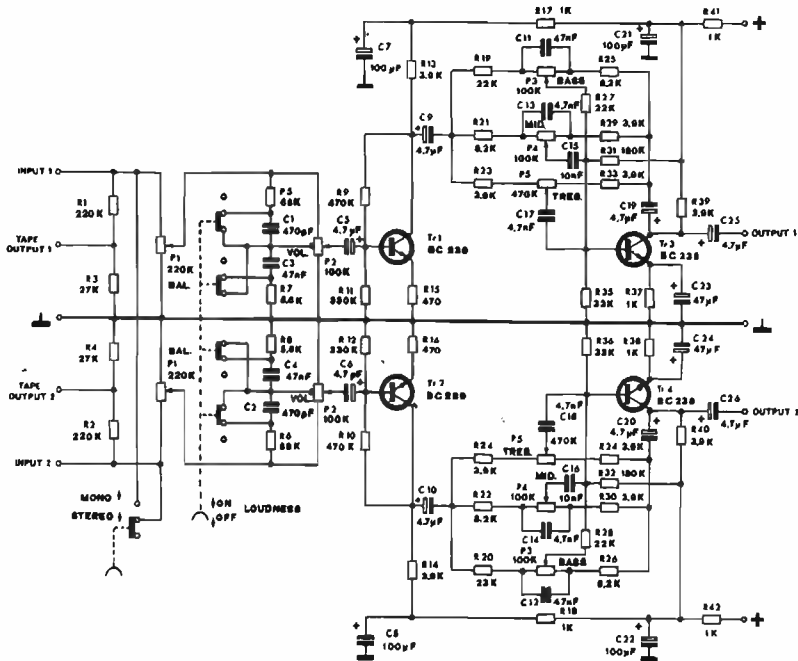 R17 1K
R41
1K
+
+
C7
100µF
R13
3,9K
C11
47nF
C21
100µF
+
R19
22K
P3
100K
BASS
R25
8,2K
R27
22K
C13
4,7nF
MID.
C9
+
4,7µF
R21
8,2K
P4
100K
R29 3,9K
R31 180K
C15
10nF
R33 3,9K
R23
3,9K
P5
470K
TREB.
C17
4,7nF
C19
4,7µF
+
R39
3,9K
C25
+
4,7µF
OUTPUT 1
INPUT 1
R1
220K
TAPE
OUTPUT 1
R3
27K
P1
220K
BAL.
P5
68K
C1
470pF
VOL.
C3
47nF
R7
5,6K
P2
100K
C5
4,7µF
+
R9
470K
Tr1
BC 239
R11
330K
R15
470
Tr3
BC 238
R35
33K
R37
1K
+
C23
47µF
R4
27K
BAL.
P1
220K
R8
5,6K
C4
47nF
VOL.
C2
470pF
R6
68K
P2
100K
R12
330K
C6
4,7µF
+
R10
470K
R16
470
Tr2
BC 239
R36
33K
R38
1K
C24
47µF
+
Tr4
BC 238
TAPE
OUTPUT 2
R2
220K
INPUT 2
4,7nF
C18
470K
P5
TREB.
C20
4,7µF
+
C26
+
4,7µF
OUTPUT 2
R40
3,9K
R24
3,9K
R24
3,9K
MID.
C16
10nF
R32 180K
C10
+
4,7µF
R22
8,2K
P4
100K
R30 3,9K
C14
4,7nF
R28
22K
MONO
STEREO
ON
OFF
LOUDNESS
R14
3,9K
R20
22K
P3
100K
BASS
R26
8,2K
C12
47nF
R18
1K
R42
1K
+
+
C8
100µF
+
C22
100µF